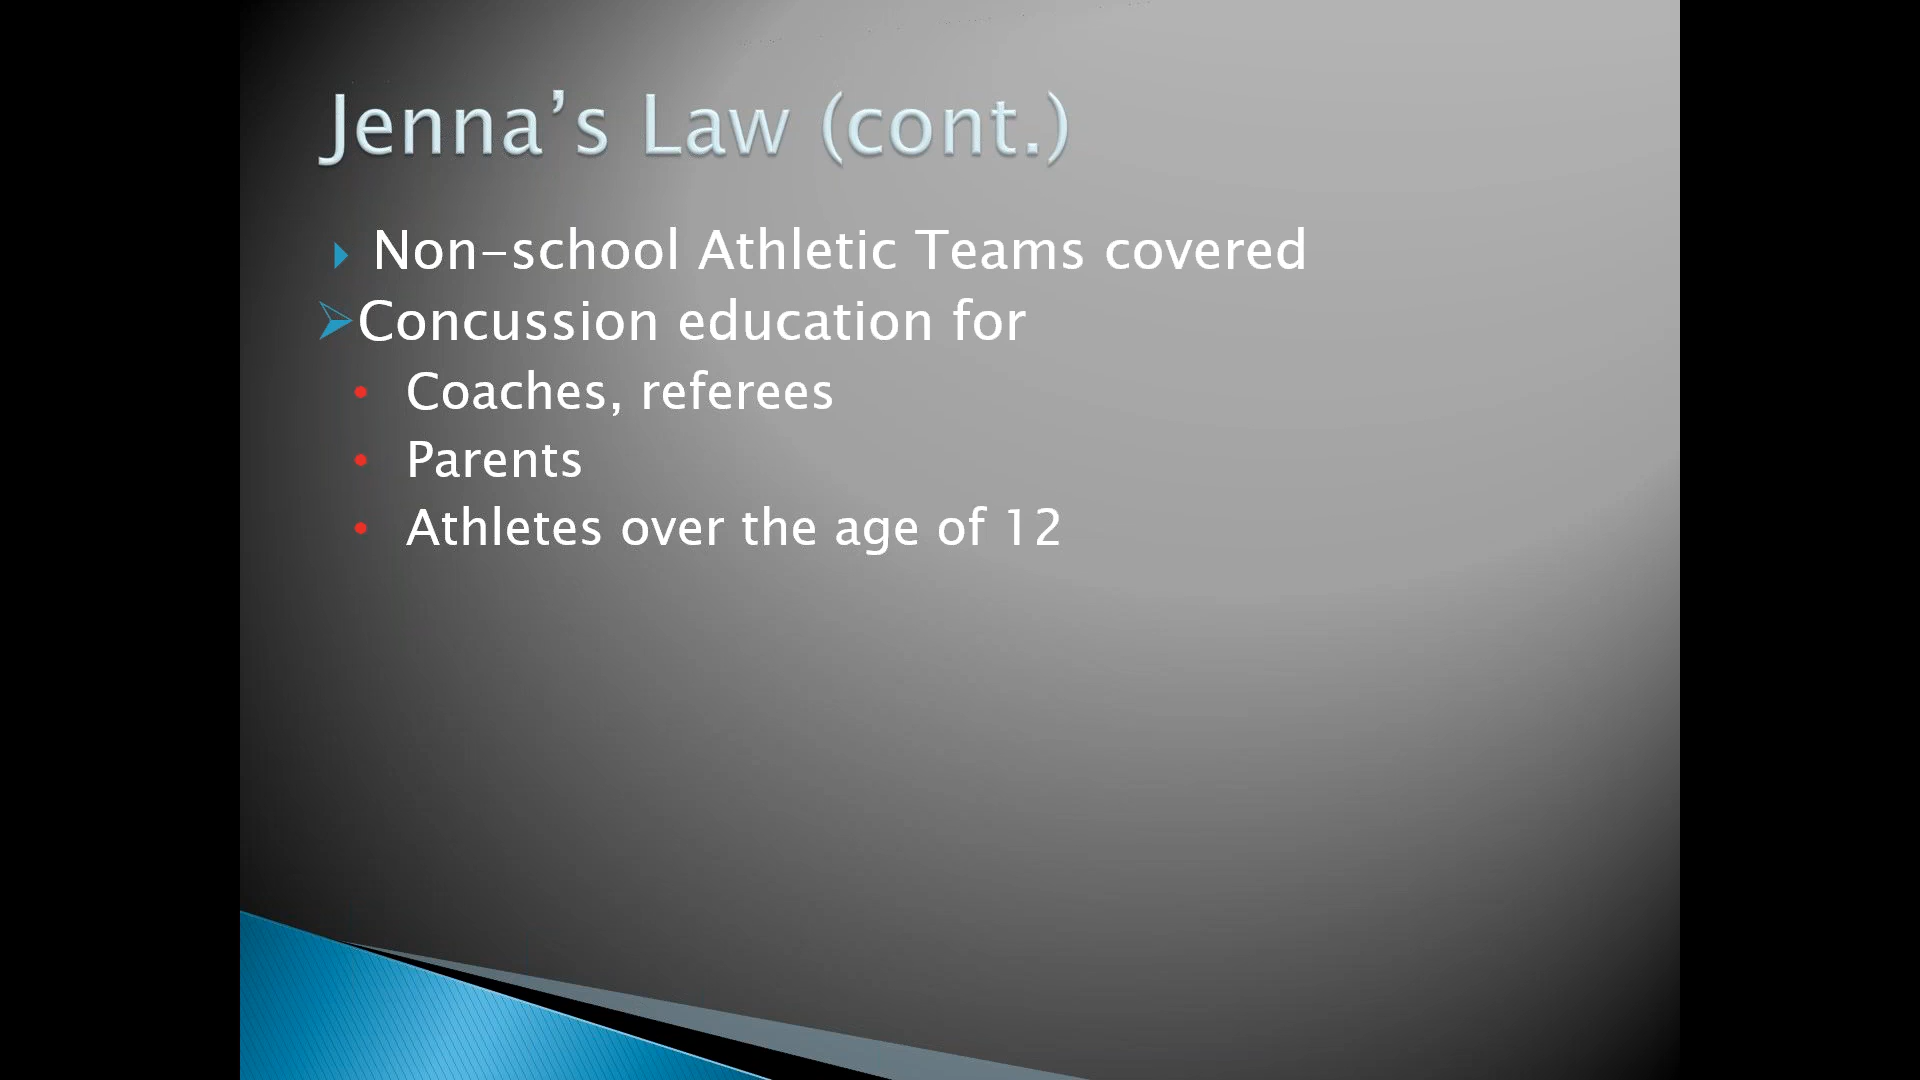 Jenna’s Law (cont.)
Non-school Athletic Teams covered
Concussion education for
Coaches, referees
Parents
Athletes over the age of 12